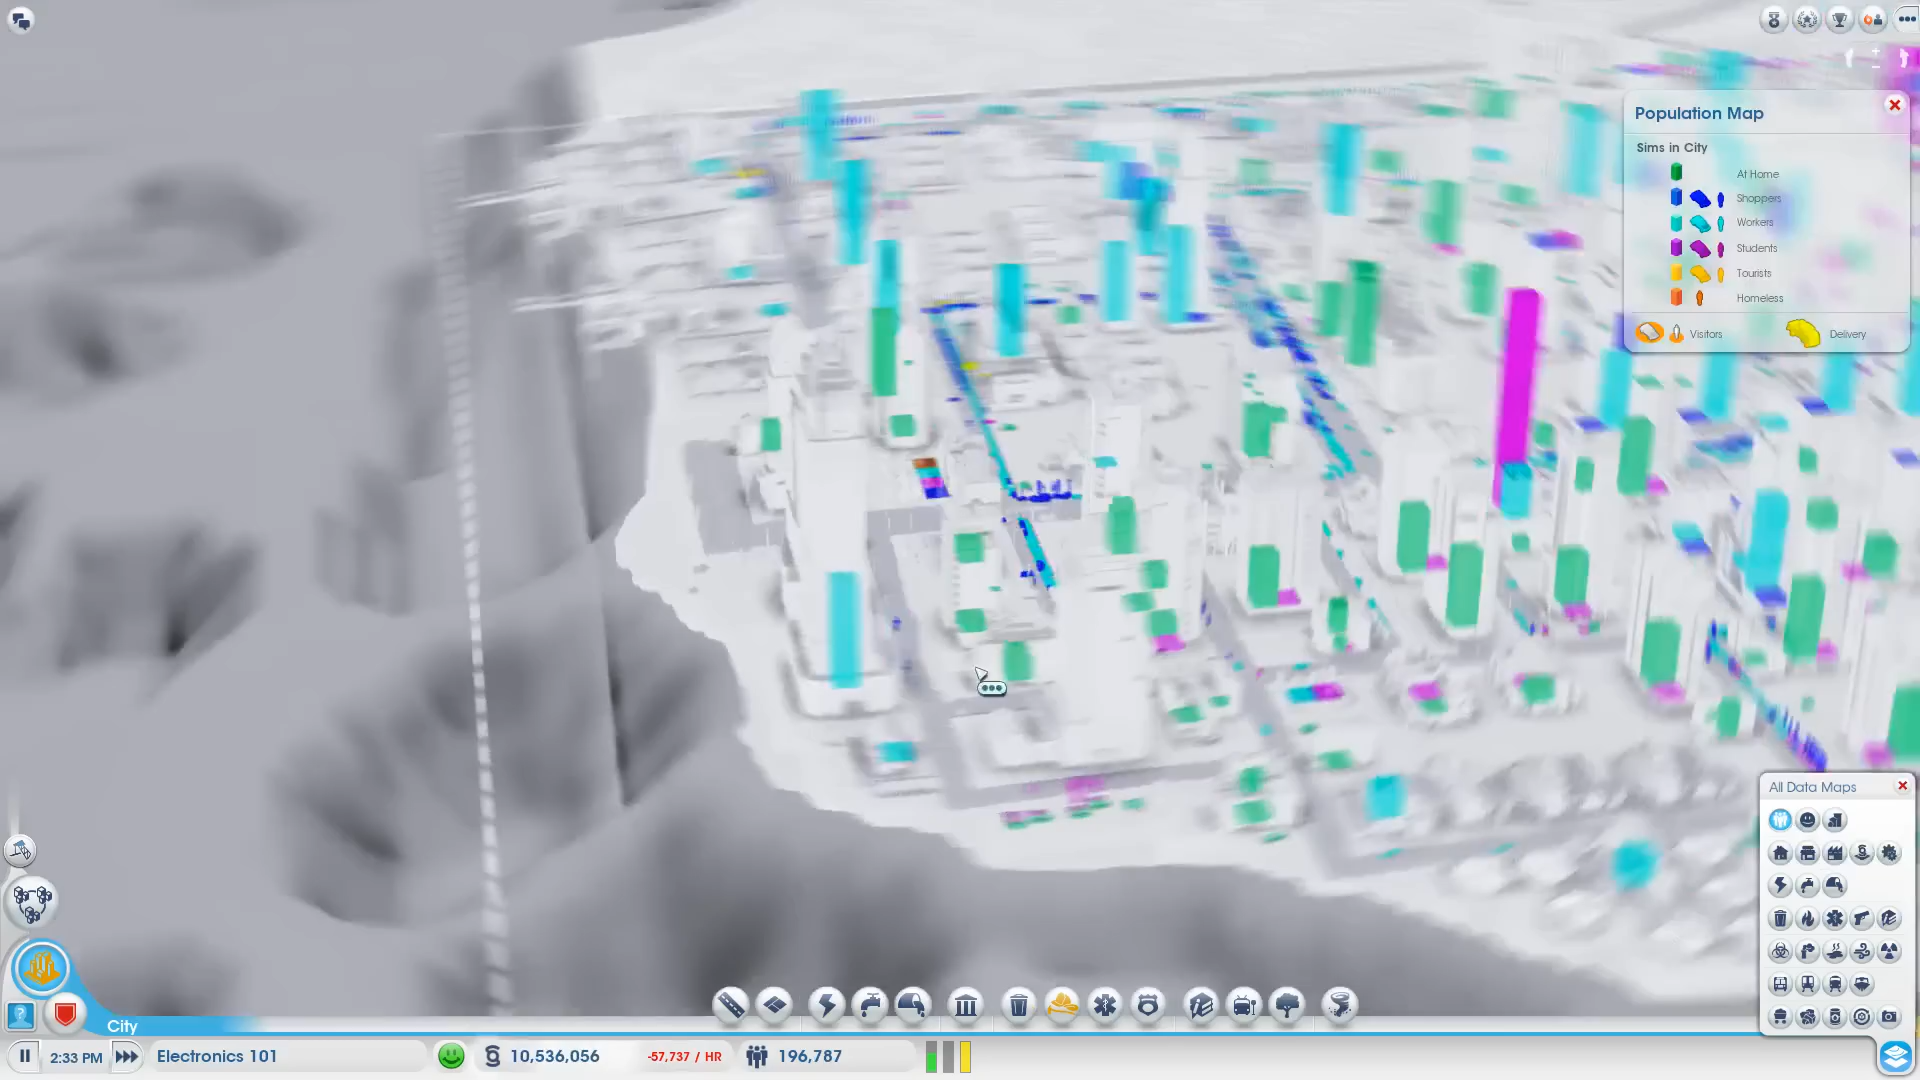 Population Map
Sims in City
At Home
Shoppers
Workers
Students
Tourists
Homeless
Visitors
Delivery
All Data Maps
City
2:33 PM
Electronics 101
10,536,056
-57,737 / HR
196,787